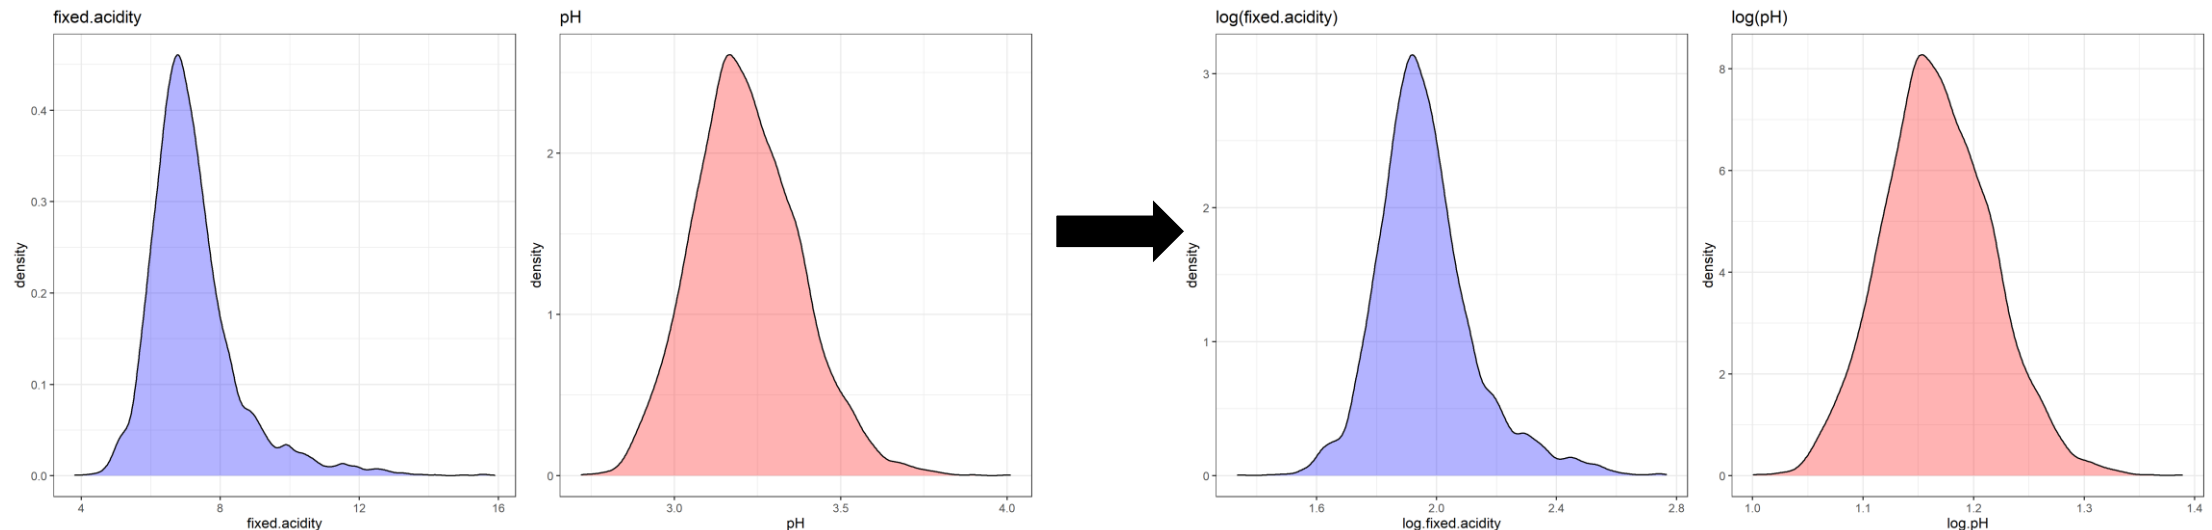 fixed.acidity
density
0.4
0.3
0.2
0.1
0.0
4 8 12 16
fixed.acidity
pH
density
2
1
0
3.0 3.5 4.0
pH
log(fixed.acidity)
density
3
2
1
0
1.6 2.0 2.4 2.8
log.fixed.acidity
log(pH)
density
8
6
4
2
0
1.0 1.1 1.2 1.3 1.4
log.pH